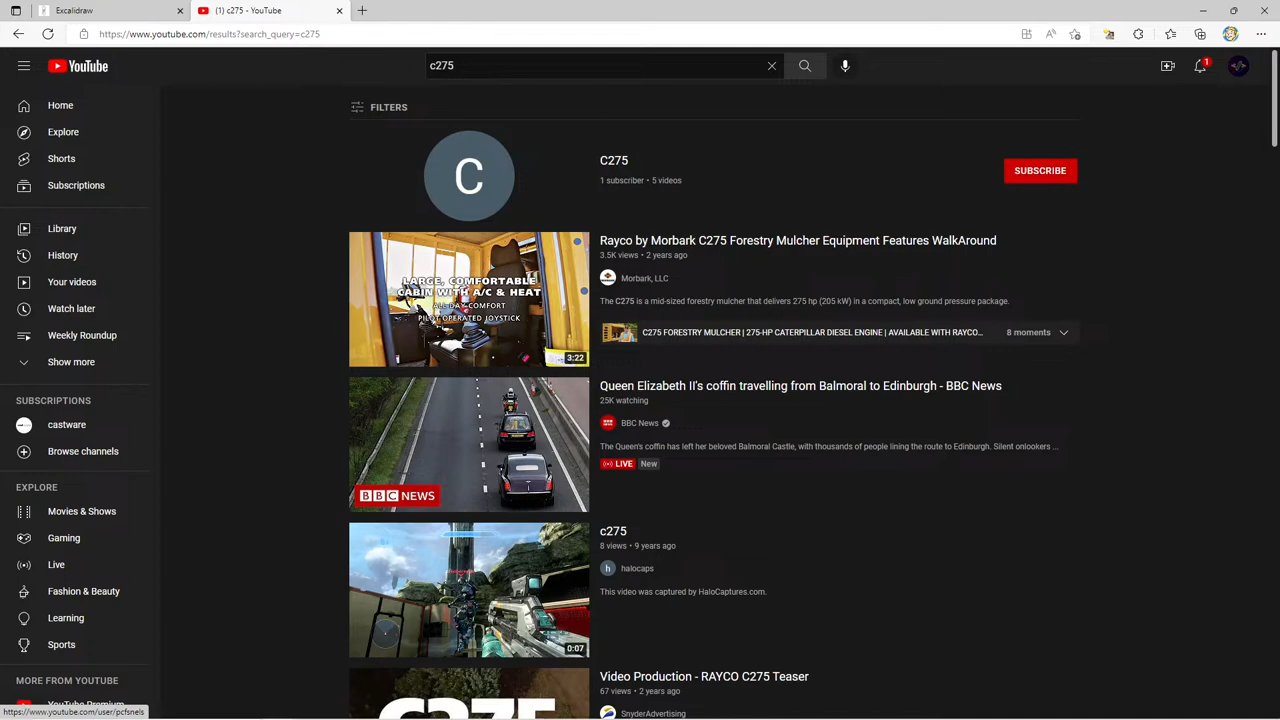 Excalidraw
(1) c275 - YouTube
https://www.youtube.com/results?search_query=c275
YouTube
c275
1
Home
Explore
Shorts
Subscriptions
Library
History
Your videos
Watch later
Weekly Roundup
Show more
SUBSCRIPTIONS
castware
Browse channels
EXPLORE
Movies & Shows
Gaming
Live
Fashion & Beauty
Learning
Sports
MORE FROM YOUTUBE
YouTube Premium
https://www.youtube.com/user/pcfsnels
FILTERS
C
C275
1 subscriber • 5 videos
SUBSCRIBE
LARGE, COMFORTABLE
CABIN WITH A/C & HEAT
ALL-DAY COMFORT
PILOT OPERATED JOYSTICK
3:22
Rayco by Morbark C275 Forestry Mulcher Equipment Features WalkAround
3.5K views • 2 years ago
Morbark, LLC
The C275 is a mid-sized forestry mulcher that delivers 275 hp (205 kW) in a compact, low ground pressure package.
C275 FORESTRY MULCHER | 275-HP CATERPILLAR DIESEL ENGINE | AVAILABLE WITH RAYCO...
8 moments
BBC NEWS
Queen Elizabeth II's coffin travelling from Balmoral to Edinburgh - BBC News
25K watching
BBC News
The Queen's coffin has left her beloved Balmoral Castle, with thousands of people lining the route to Edinburgh. Silent onlookers ...
LIVE New
0:07
c275
8 views • 9 years ago
h halocaps
This video was captured by HaloCaptures.com.
C275
Video Production - RAYCO C275 Teaser
67 views • 2 years ago
SnyderAdvertising